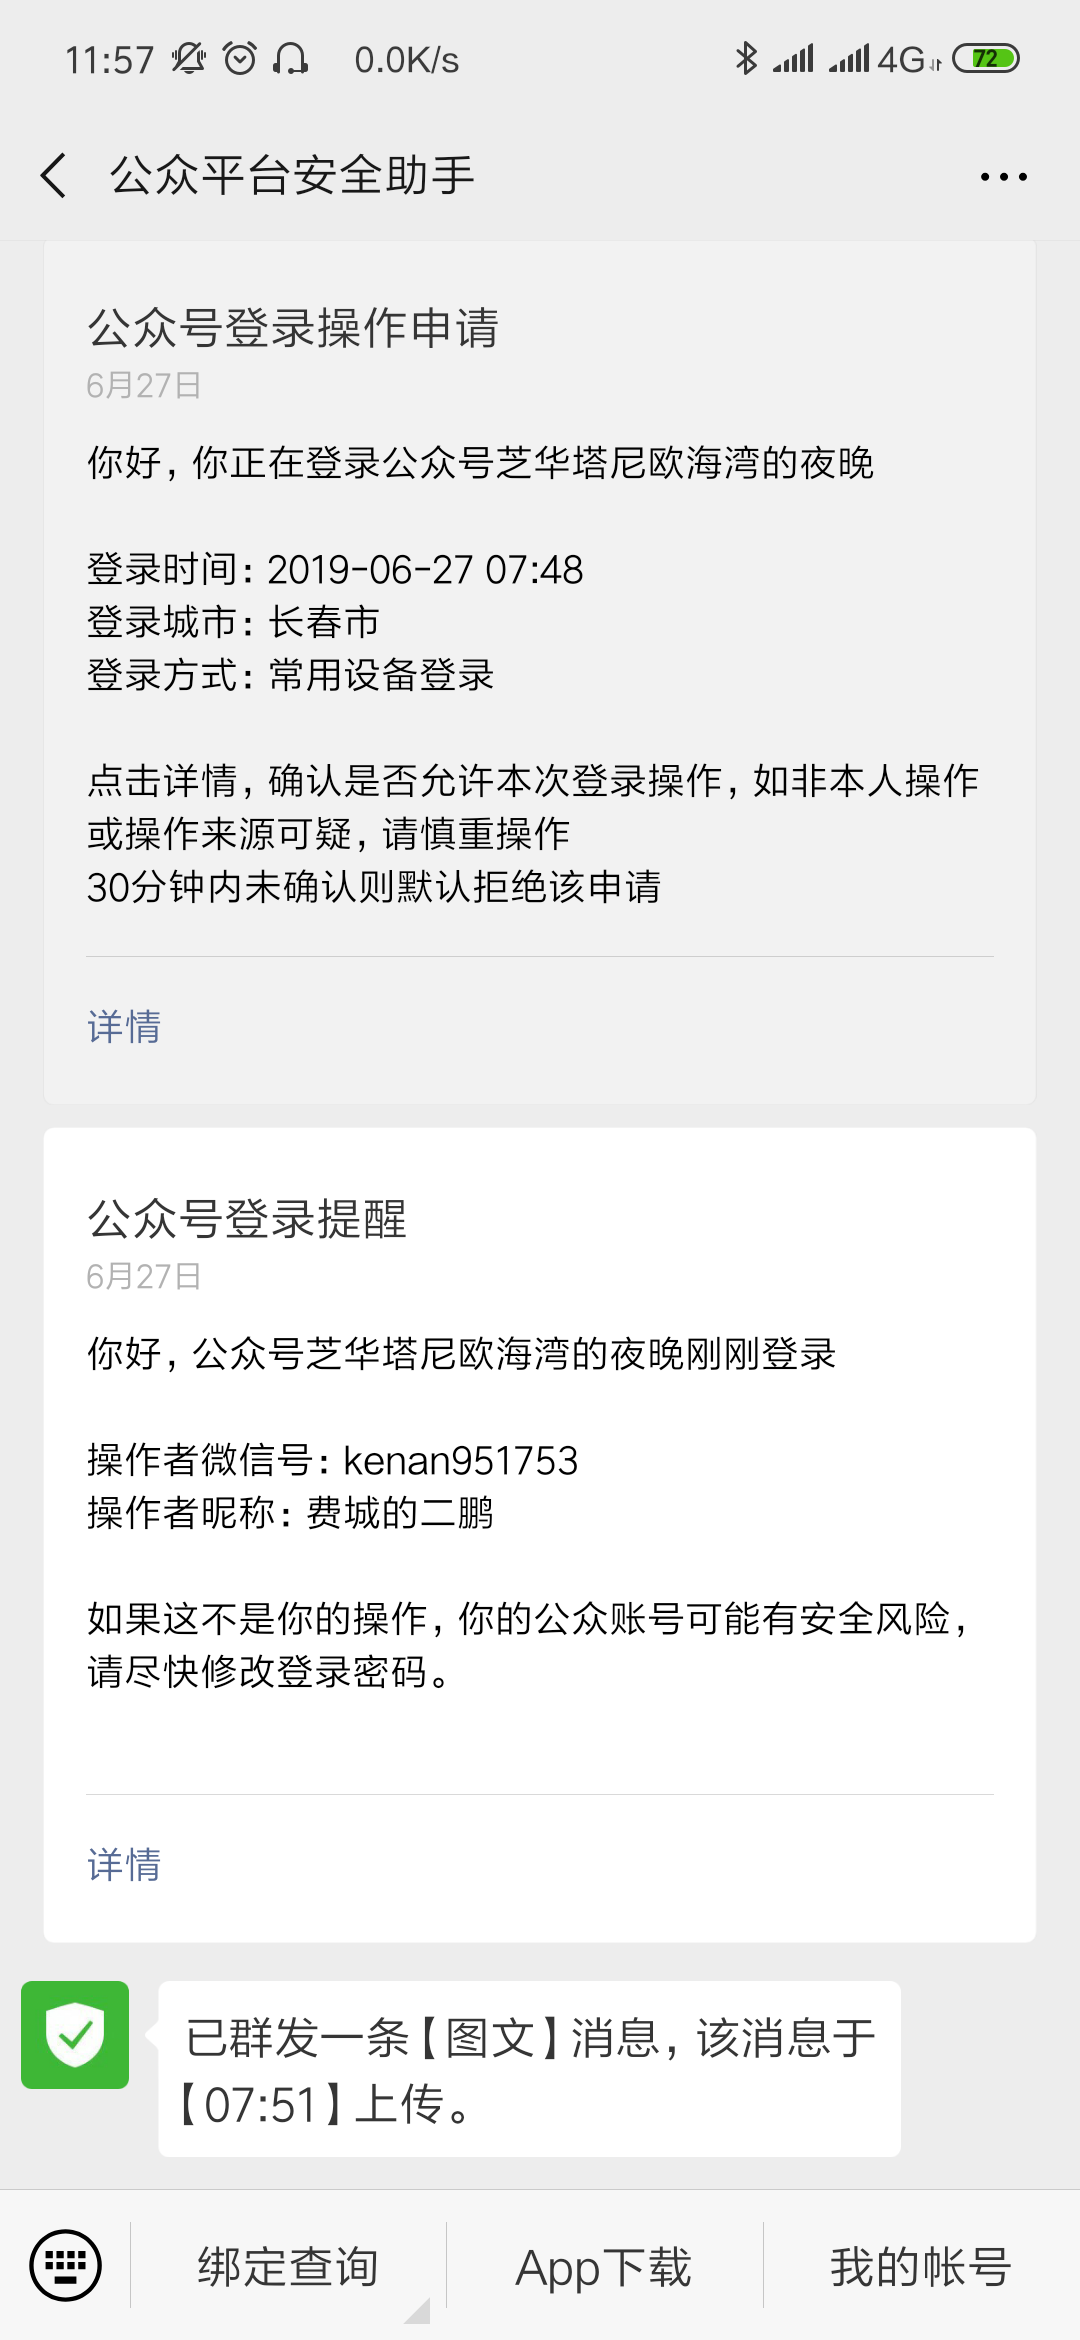 11:57 0.0K/s 4G 72
公众平台安全助手
公众号登录操作申请
6月27日
你好，你正在登录公众号芝华塔尼欧海湾的夜晚
登录时间：2019-06-27 07:48
登录城市：长春市
登录方式：常用设备登录
点击详情，确认是否允许本次登录操作，如非本人操作
或操作来源可疑，请慎重操作
30分钟内未确认则默认拒绝该申请
详情
公众号登录提醒
6月27日
你好，公众号芝华塔尼欧海湾的夜晚刚刚登录
操作者微信号：kenan951753
操作者昵称：费城的二鹏
如果这不是你的操作，你的公众账号可能有安全风险，
请尽快修改登录密码。
详情
已群发一条【图文】消息，该消息于
【07:51】上传。
绑定查询 App下载 我的帐号